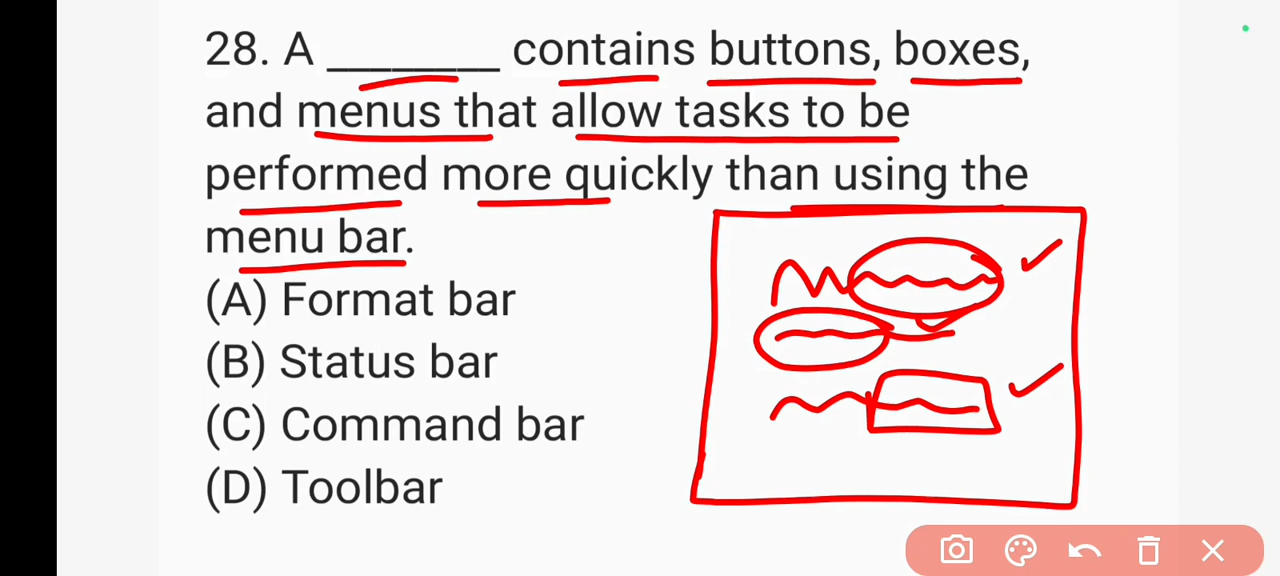 28. A ________ contains buttons, boxes,
and menus that allow tasks to be
performed more quickly than using the
menu bar.
(A) Format bar
(B) Status bar
(C) Command bar
(D) Toolbar